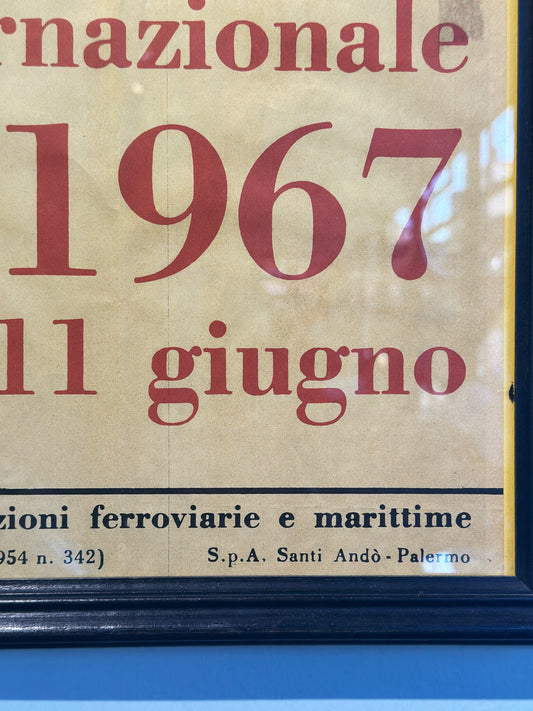 rnazionale
1967
11 giugno
zioni ferroviarie e marittime
954 n. 342) S.p.A. Santi Andò - Palermo